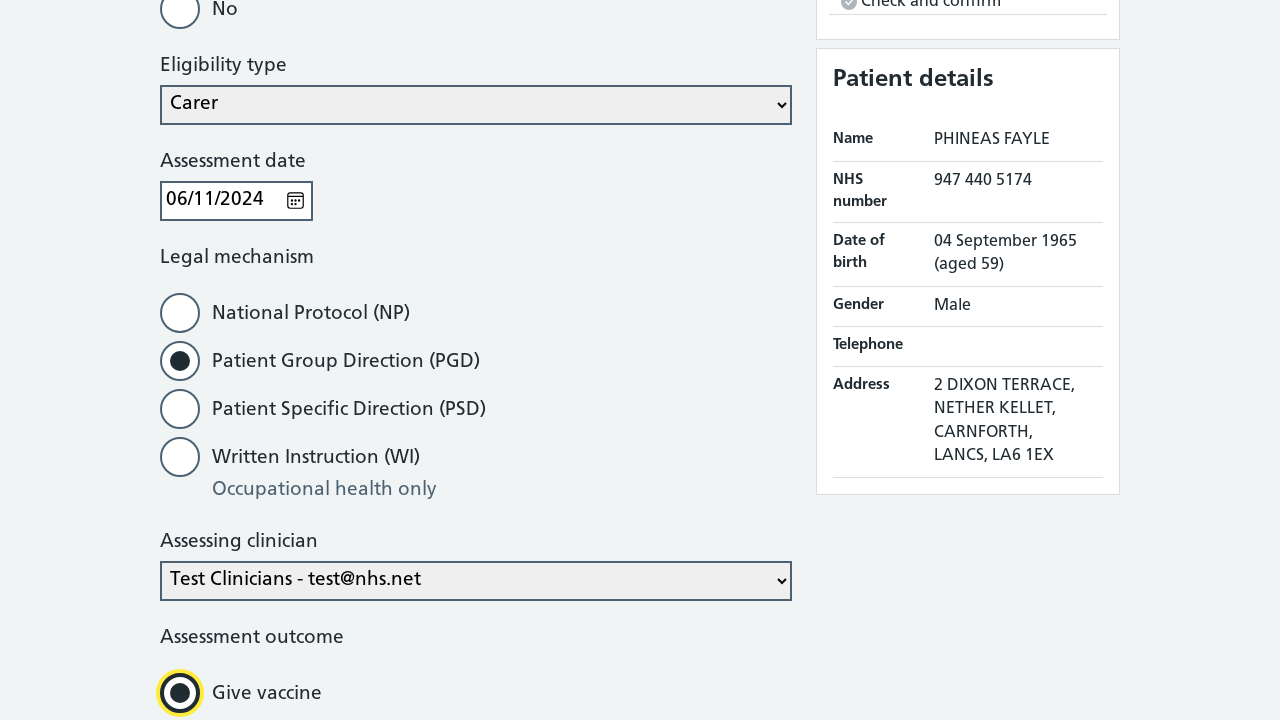 No
Eligibility type
Carer
Assessment date
06/11/2024
Legal mechanism
National Protocol (NP)
Patient Group Direction (PGD)
Patient Specific Direction (PSD)
Written Instruction (WI)
Occupational health only
Assessing clinician
Test Clinicians - test@nhs.net
Assessment outcome
Give vaccine
Check and confirm
Patient details
Name PHINEAS FAYLE
NHS number 947 440 5174
Date of birth 04 September 1965
(aged 59)
Gender Male
Telephone
Address 2 DIXON TERRACE,
NETHER KELLET,
CARNFORTH,
LANCS, LA6 1EX